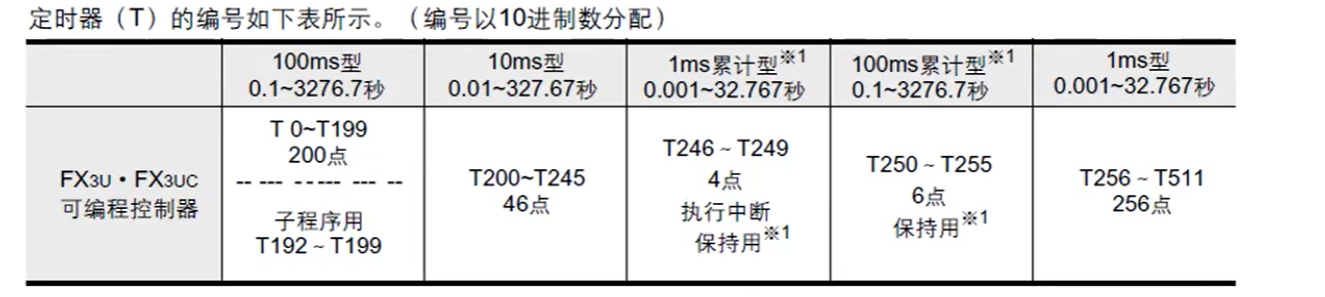 定时器（T）的编号如下表所示。（编号以10进制数分配）
100ms型
0.1~3276.7秒
10ms型
0.01~327.67秒
1ms累计型※1
0.001~32.767秒
100ms累计型※1
0.1~3276.7秒
1ms型
0.001~32.767秒
FX3U・FX3UC
可编程控制器
T 0~T199
200点
子程序用
T192～T199
T200~T245
46点
T246～T249
4点
执行中断
保持用※1
T250～T255
6点
保持用※1
T256～T511
256点